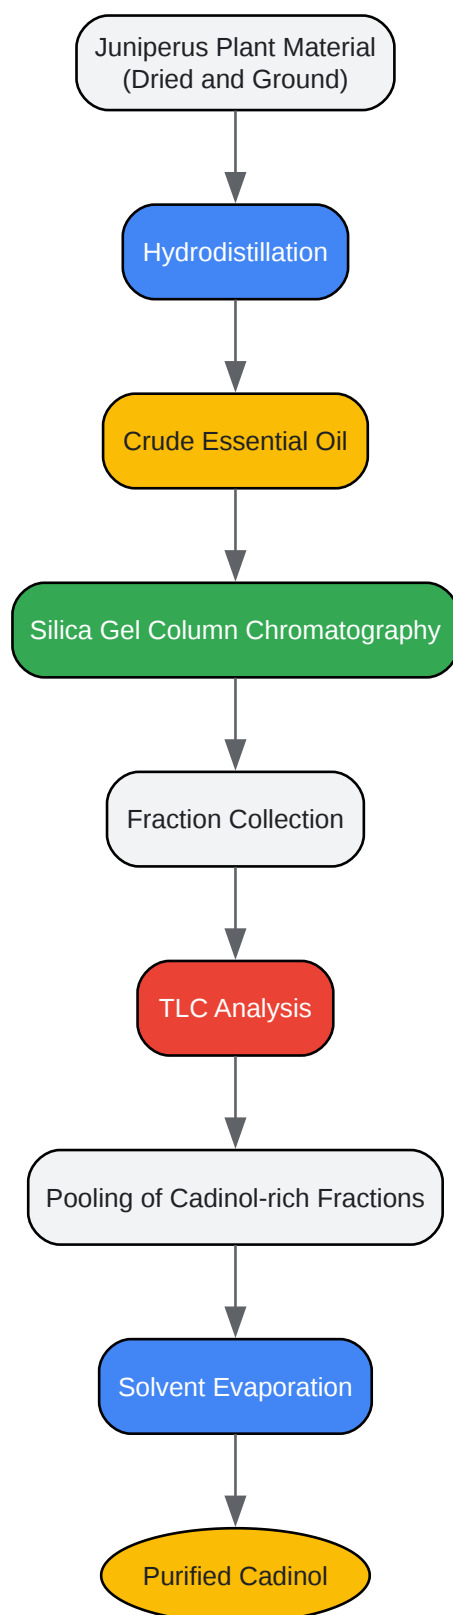 Juniperus Plant Material
(Dried and Ground)
Hydrodistillation
Crude Essential Oil
Silica Gel Column Chromatography
Fraction Collection
TLC Analysis
Pooling of Cadinol-rich Fractions
Solvent Evaporation
Purified Cadinol